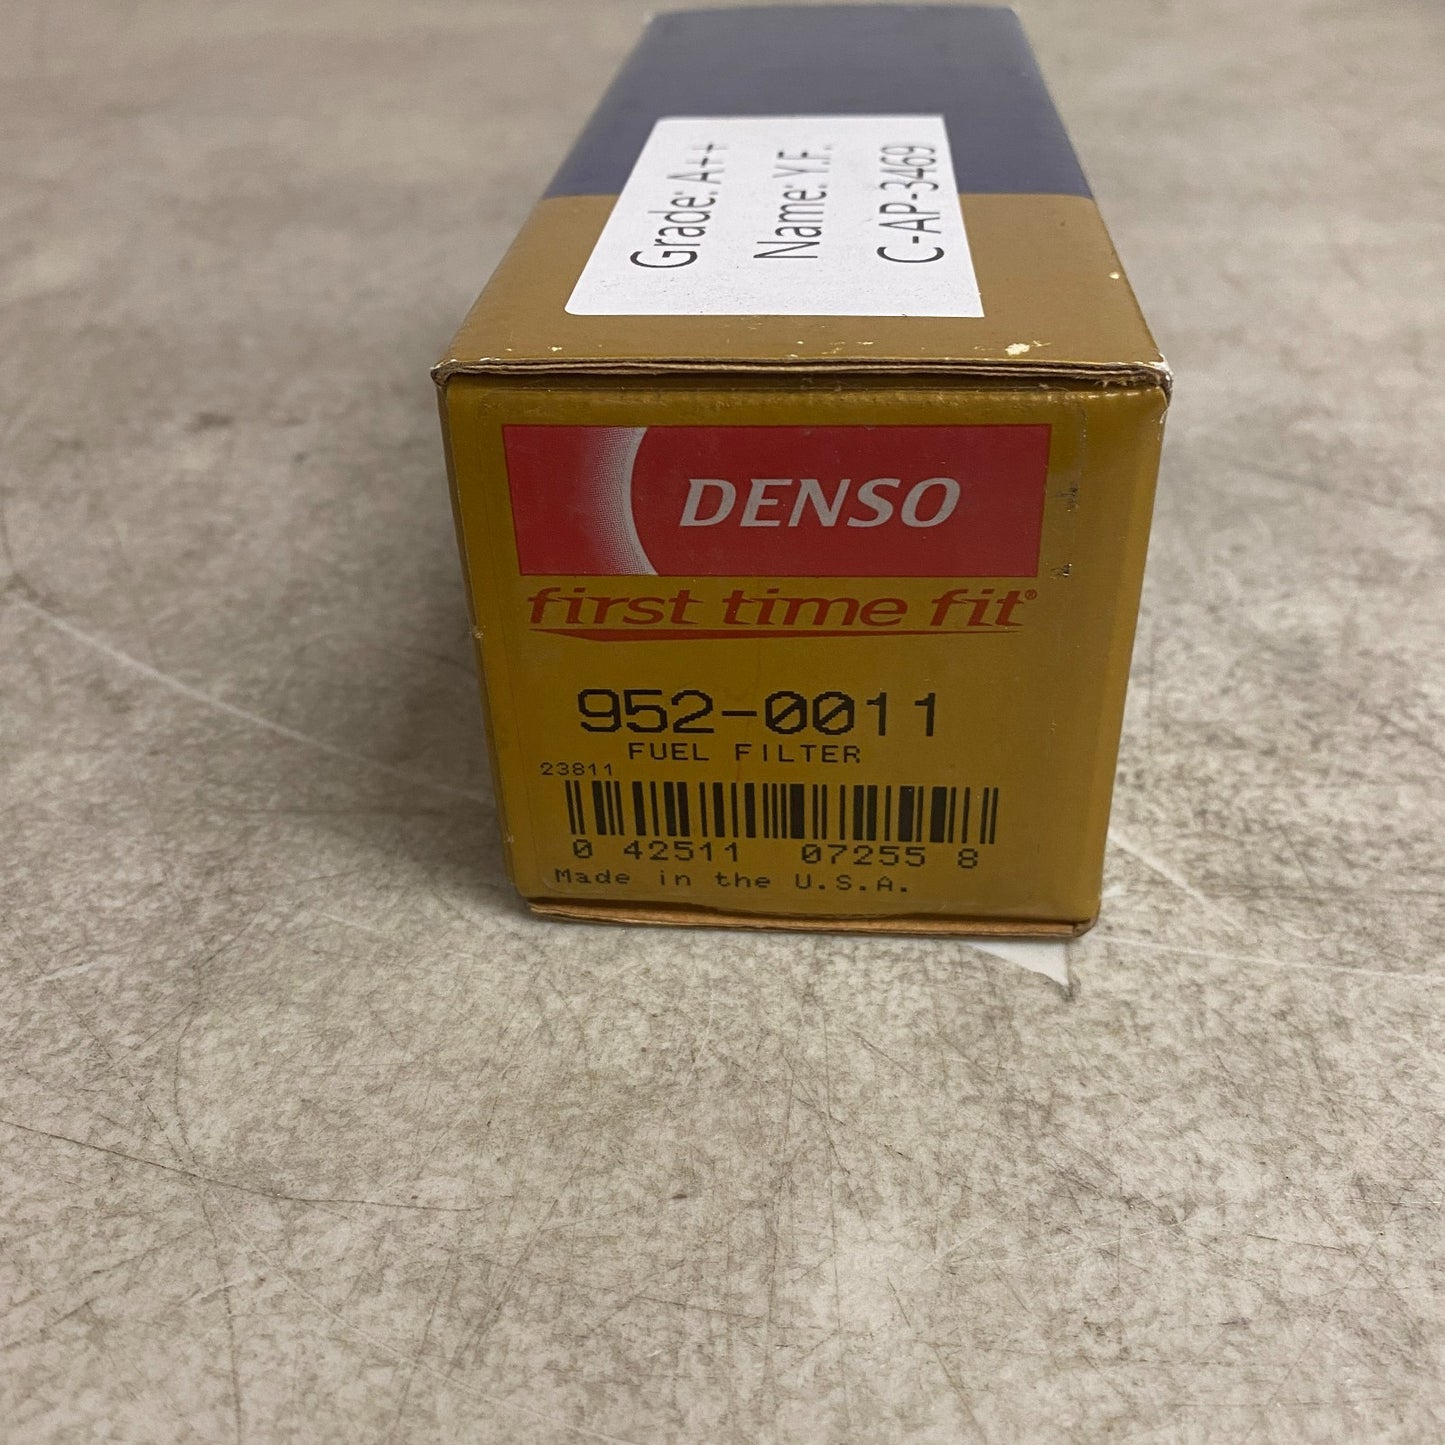 Grade: A++
Name: Y.F.
C-AP-3469
DENSO
first time fit®
952-0011
FUEL FILTER
23811
0 42511 07255 8
Made in the U.S.A.